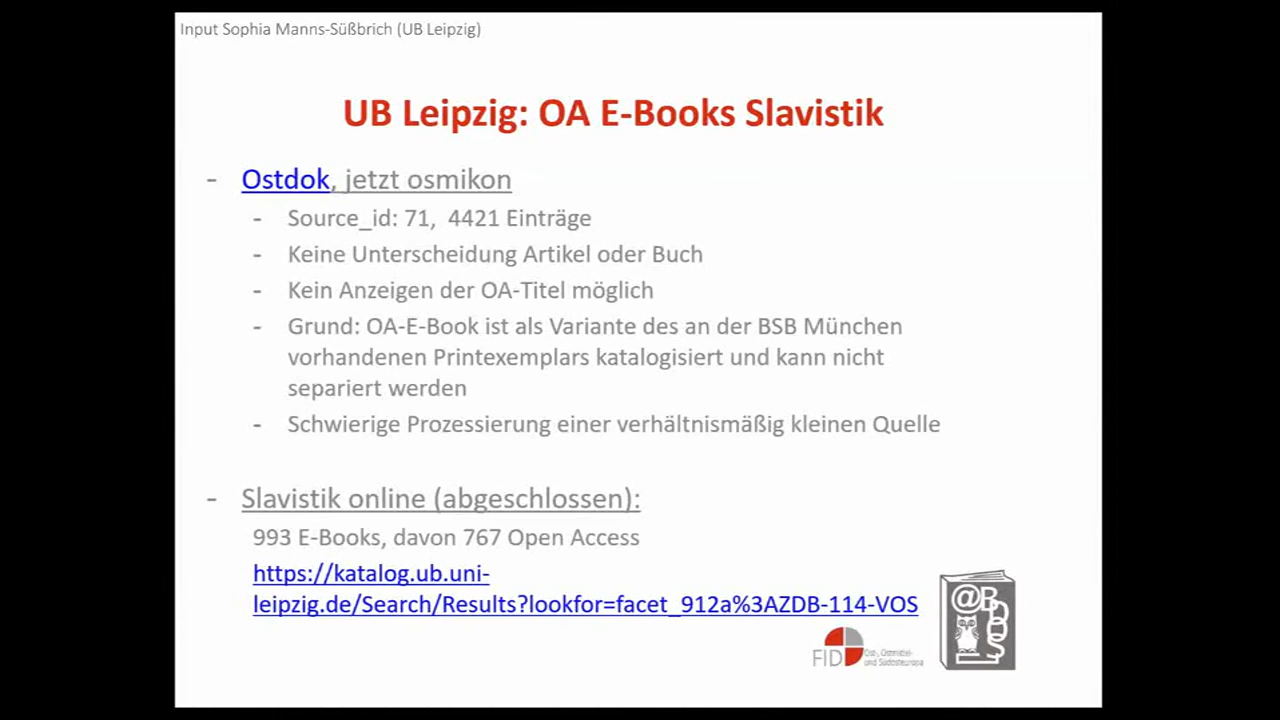 Input Sophia Manns-Süßbrich (UB Leipzig)
UB Leipzig: OA E-Books Slavistik
- Ostdok, jetzt osmikon
- Source_id: 71, 4421 Einträge
- Keine Unterscheidung Artikel oder Buch
- Kein Anzeigen der OA-Titel möglich
- Grund: OA-E-Book ist als Variante des an der BSB München
vorhandenen Printexemplars katalogisiert und kann nicht
separiert werden
- Schwierige Prozessierung einer verhältnismäßig kleinen Quelle
- Slavistik online (abgeschlossen):
993 E-Books, davon 767 Open Access
https://katalog.ub.uni-
leipzig.de/Search/Results?lookfor=facet_912a%3AZDB-114-VOS
FID
Ost-, Ostmittel-
und Südosteuropa
@BDOS